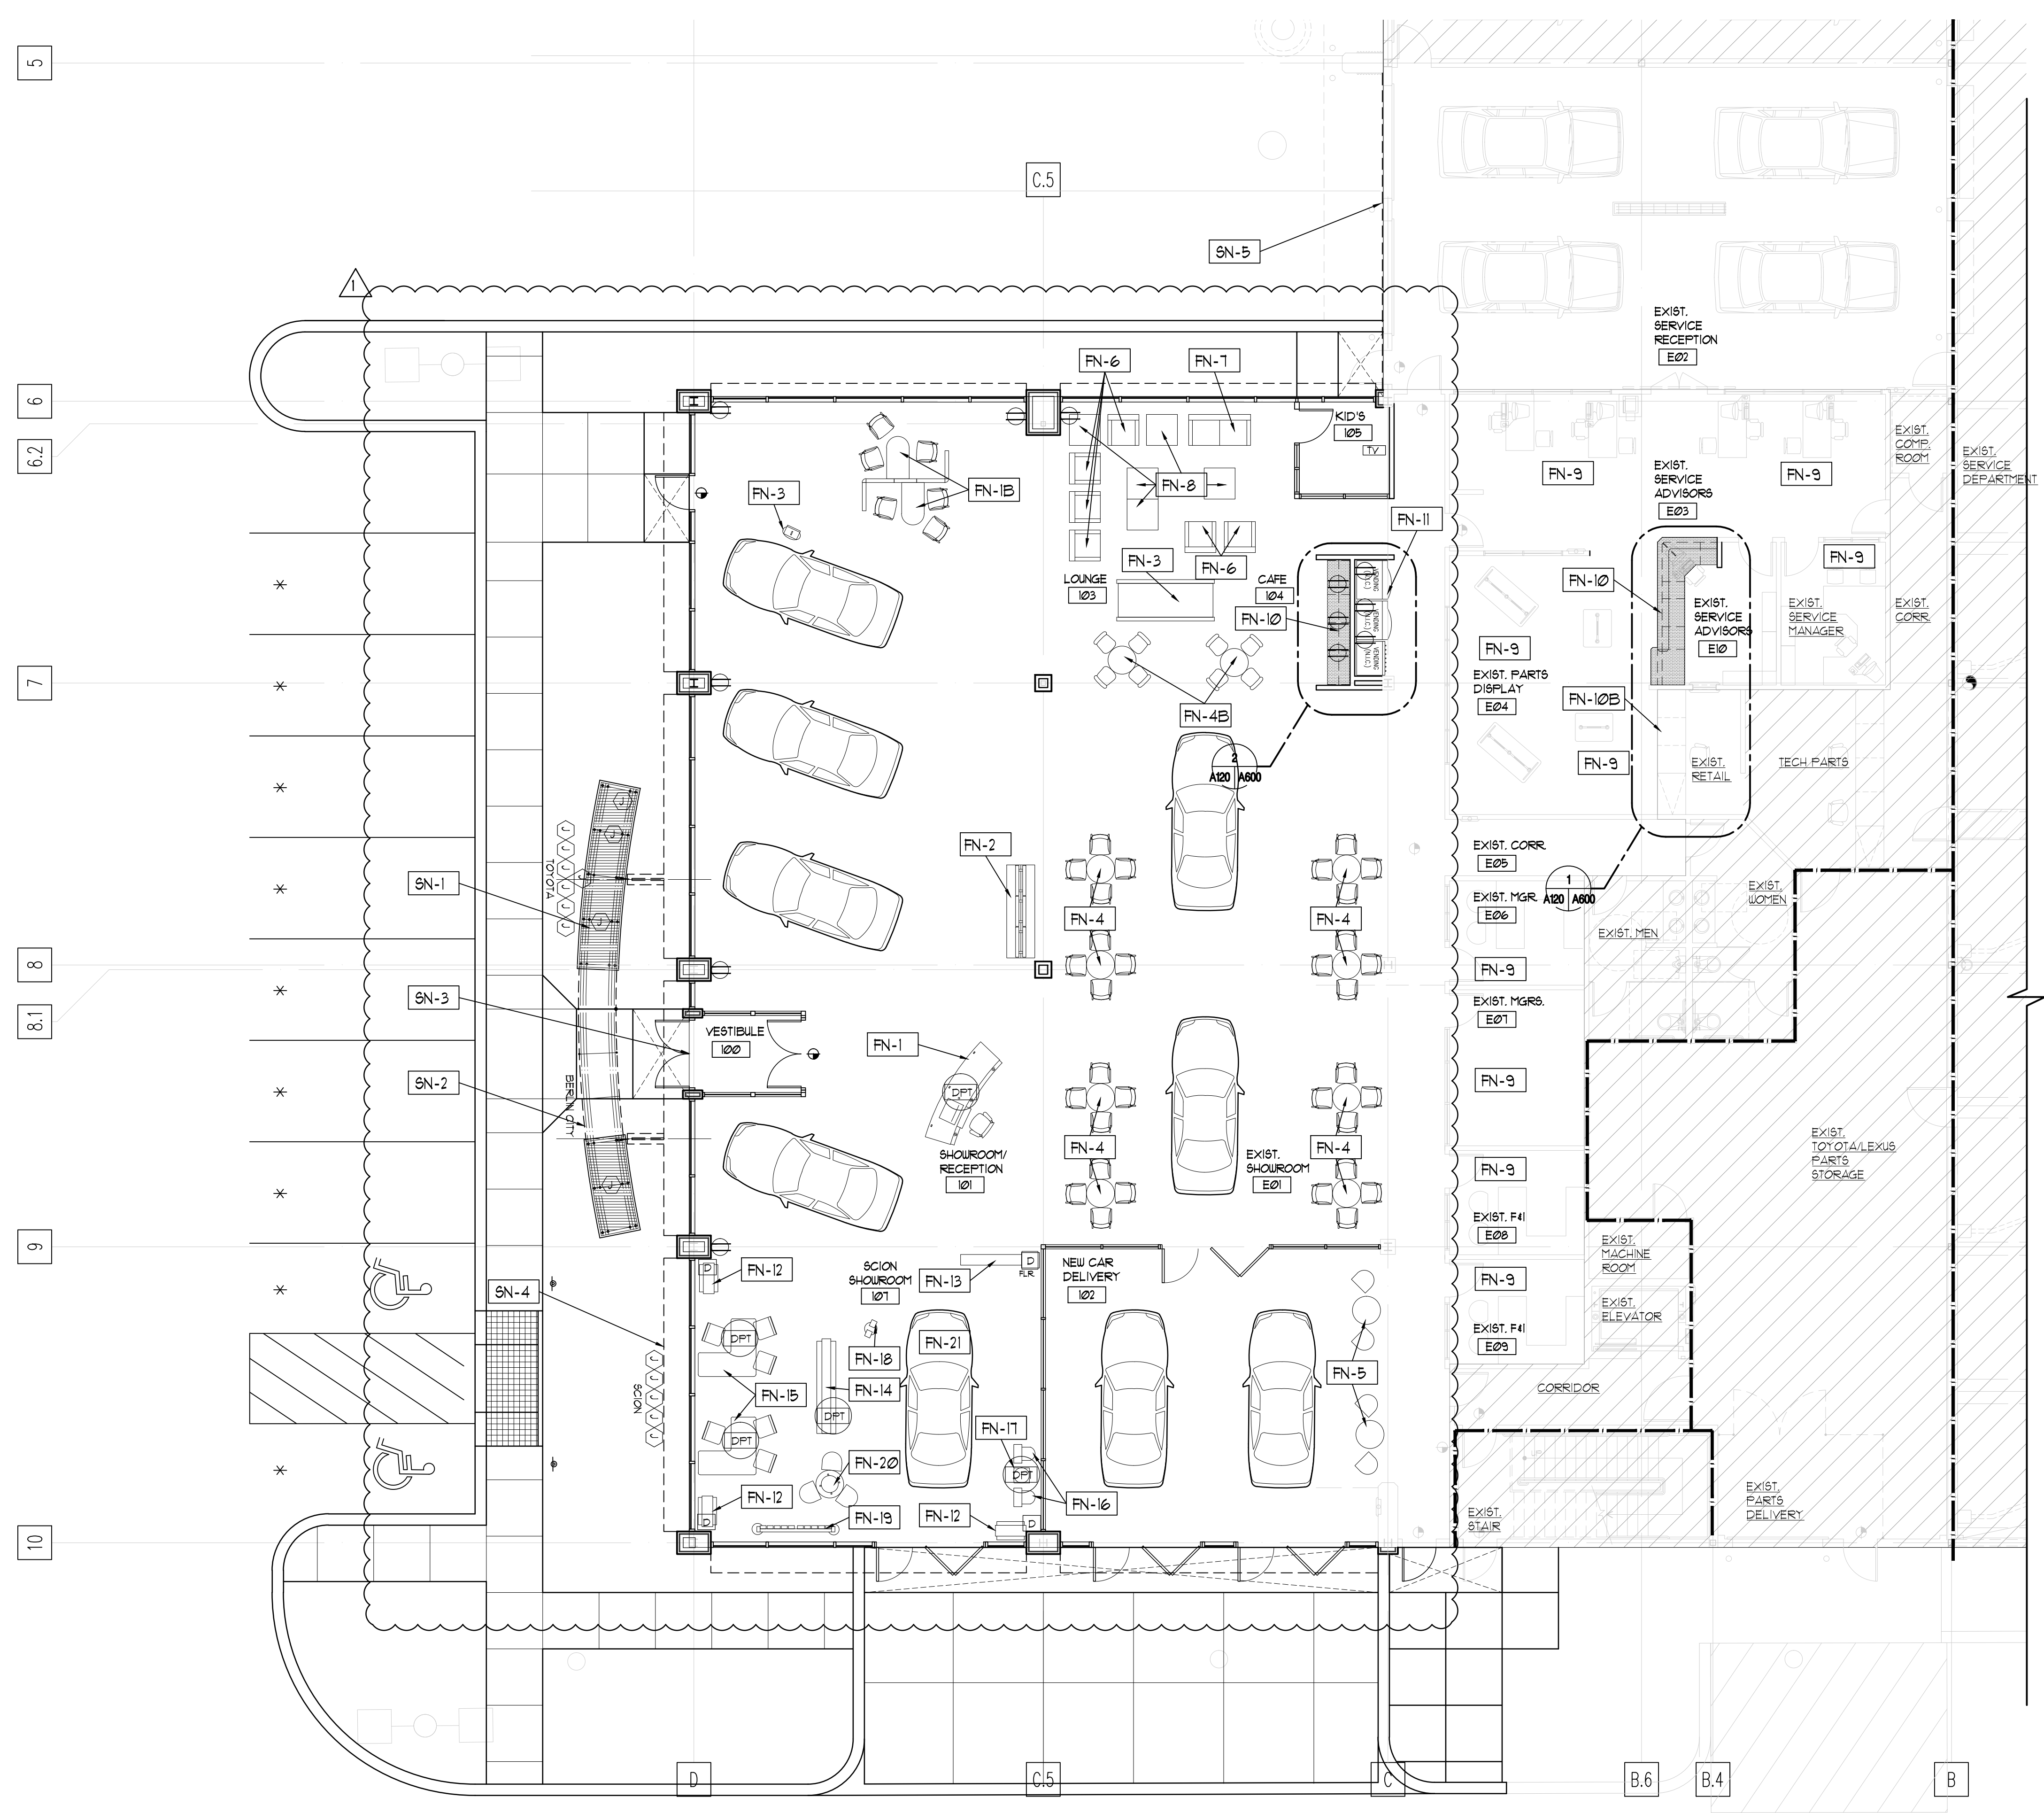 5
C.5
SN-5
1
EXIST.
SERVICE
RECEPTION
E02
6
6.2
FN-6
FN-7
KID'S
105
TV
FN-1B
FN-3
FN-8
FN-11
FN-3
FN-6
LOUNGE
103
CAFE
104
FN-10
VENDING
(N.I.C.)
VENDING
(N.I.C.)
VENDING
(N.I.C.)
FN-4B
FN-9
EXIST.
SERVICE
ADVISORS
E03
FN-9
EXIST.
COMP.
ROOM
EXIST.
SERVICE
DEPARTMENT
FN-9
FN-10
EXIST.
SERVICE
ADVISORS
E10
EXIST.
SERVICE
MANAGER
EXIST.
CORR.
FN-9
EXIST. PARTS
DISPLAY
E04
FN-10B
FN-9
EXIST.
RETAIL
TECH PARTS
7
2
A120
A600
J
J
J
J
J
J
J
J
J
J
TOYOTA
SN-1
FN-2
FN-4
FN-4
EXIST. CORR.
E05
EXIST. MGR.
E06
1
A120
A600
EXIST.
WOMEN
EXIST. MEN
8
8.1
FN-9
SN-3
EXIST. MGRS.
E07
VESTIBULE
100
FN-1
DPT
SN-2
BERLIN CITY
J
FN-9
FN-4
FN-4
SHOWROOM/
RECEPTION
101
EXIST.
SHOWROOM
E01
FN-9
EXIST.
TOYOTA/LEXUS
PARTS
STORAGE
EXIST. F&I
E08
9
EXIST.
MACHINE
ROOM
D
FN-12
SCION
SHOWROOM
107
FN-13
D
FLR.
NEW CAR
DELIVERY
102
FN-9
SN-4
EXIST.
ELEVATOR
DPT
FN-18
FN-21
EXIST. F&I
E09
J
J
J
J
J
J
SCION
FN-15
FN-14
DPT
FN-5
CORRIDOR
DPT
FN-17
DPT
FN-20
FN-16
FN-12
D
FN-19
FN-12
D
EXIST.
STAIR
EXIST.
PARTS
DELIVERY
10
D
C.5
C
B.6
B.4
B